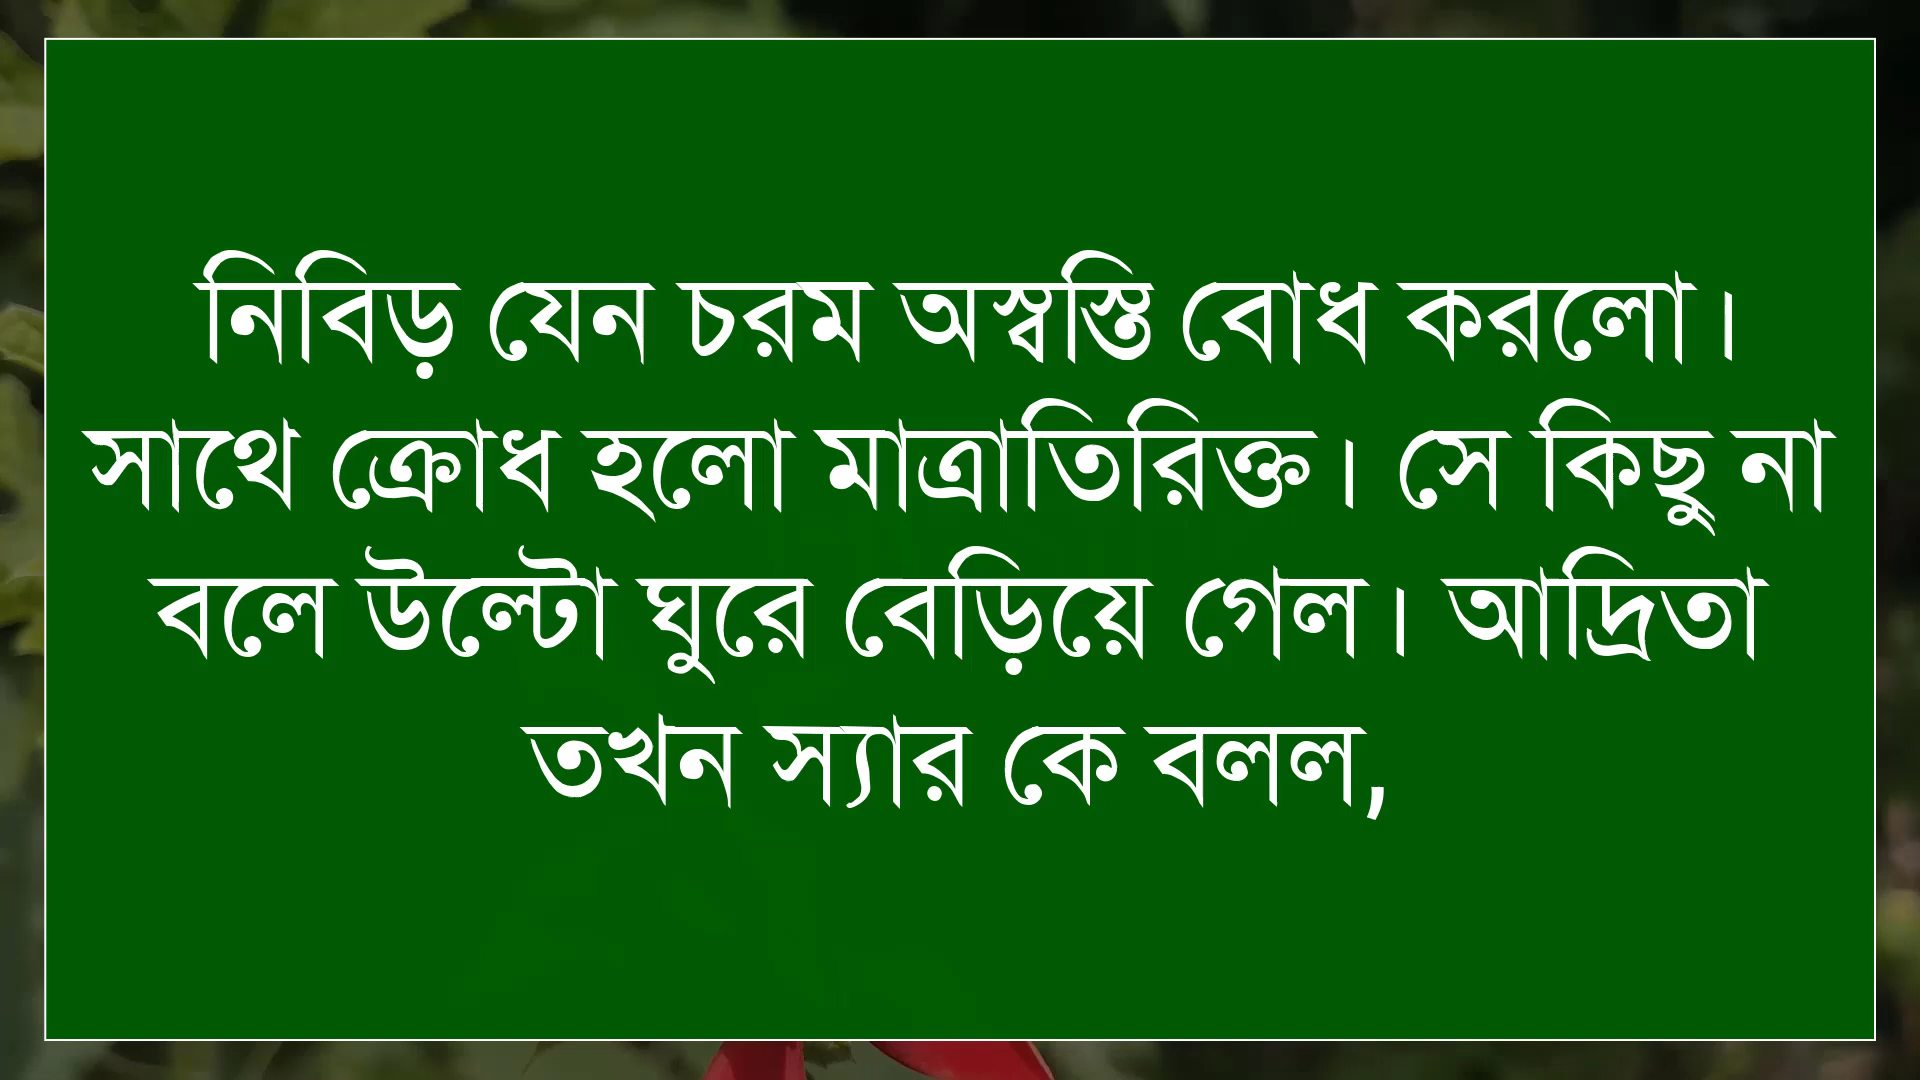 নিবিড় যেন চরম অস্বস্তি বোধ করলো।
সাথে ক্রোধ হলো মাত্রাতিরিক্ত। সে কিছু না
বলে উল্টো ঘুরে বেড়িয়ে গেল। আদ্রিতা
তখন স্যার কে বলল,